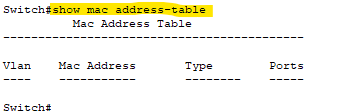 Switch#show mac address-table
Mac Address Table
-------------------------------------------
Vlan Mac Address Type Ports
---- ----------- -------- -----
Switch#